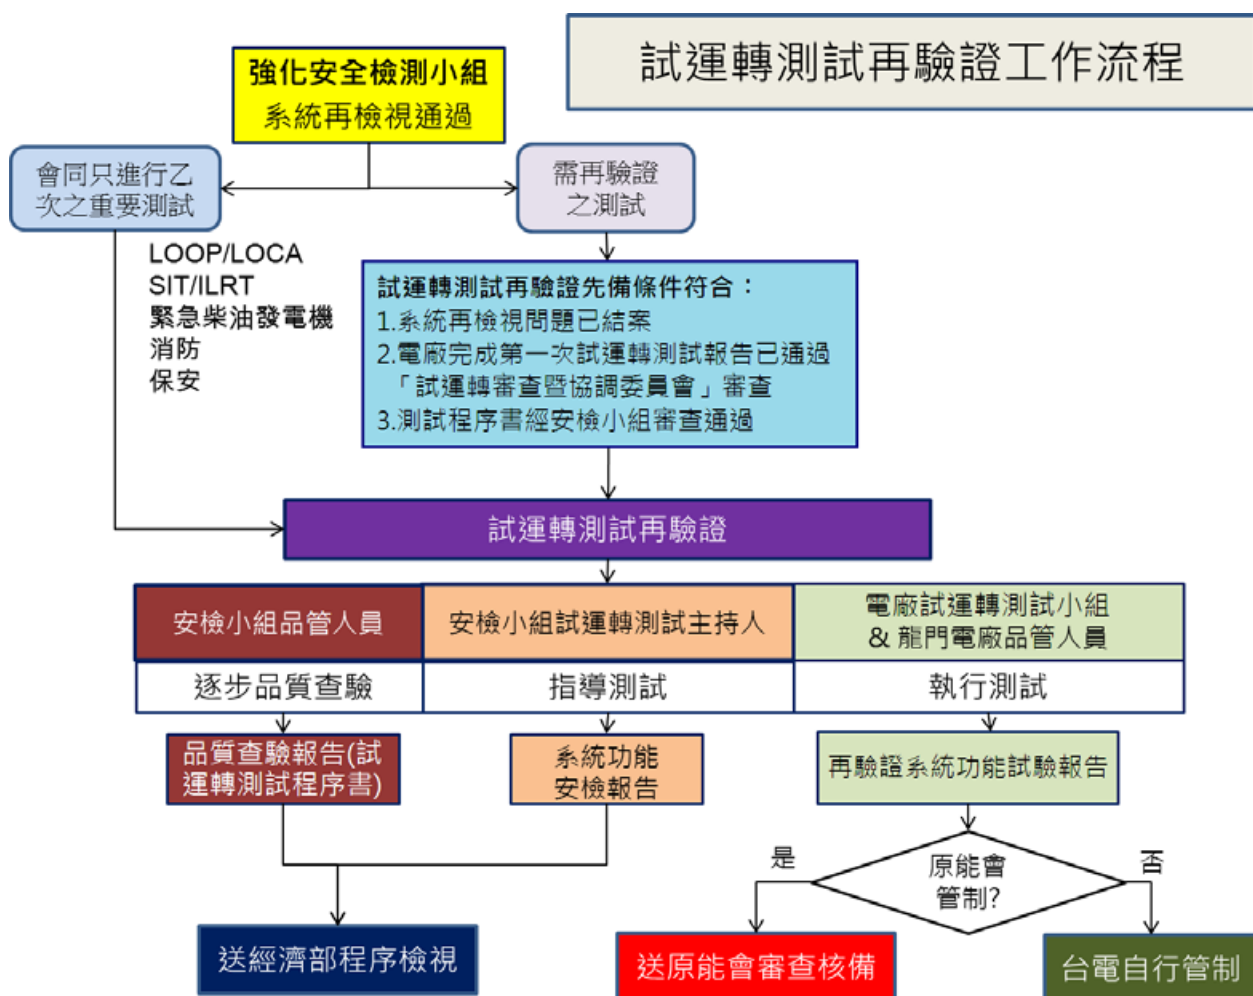 試運轉測試再驗證工作流程
強化安全檢測小組
系統再檢視通過
會同只進行乙
次之重要測試
需再驗證
之測試
LOOP/LOCA
SIT/ILRT
緊急柴油發電機
消防
保安
試運轉測試再驗證先備條件符合：
1.系統再檢視問題已結案
2.電廠完成第一次試運轉測試報告已通過
「試運轉審查暨協調委員會」審查
3.測試程序書經安檢小組審查通過
試運轉測試再驗證
安檢小組品管人員
安檢小組試運轉測試主持人
電廠試運轉測試小組
& 龍門電廠品管人員
逐步品質查驗
指導測試
執行測試
品質查驗報告(試
運轉測試程序書)
系統功能
安檢報告
再驗證系統功能試驗報告
是
原能會
管制?
否
送經濟部程序檢視
送原能會審查核備
台電自行管制